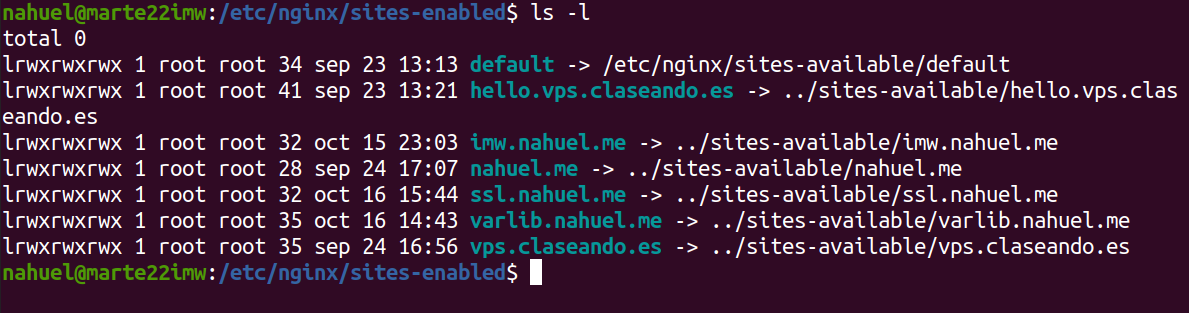 nahuel@marte22imw:/etc/nginx/sites-enabled$ ls -l
total 0
lrwxrwxrwx 1 root root 34 sep 23 13:13 default -> /etc/nginx/sites-available/default
lrwxrwxrwx 1 root root 41 sep 23 13:21 hello.vps.claseando.es -> ../sites-available/hello.vps.clas
eando.es
lrwxrwxrwx 1 root root 32 oct 15 23:03 imw.nahuel.me -> ../sites-available/imw.nahuel.me
lrwxrwxrwx 1 root root 28 sep 24 17:07 nahuel.me -> ../sites-available/nahuel.me
lrwxrwxrwx 1 root root 32 oct 16 15:44 ssl.nahuel.me -> ../sites-available/ssl.nahuel.me
lrwxrwxrwx 1 root root 35 oct 16 14:43 varlib.nahuel.me -> ../sites-available/varlib.nahuel.me
lrwxrwxrwx 1 root root 35 sep 24 16:56 vps.claseando.es -> ../sites-available/vps.claseando.es
nahuel@marte22imw:/etc/nginx/sites-enabled$